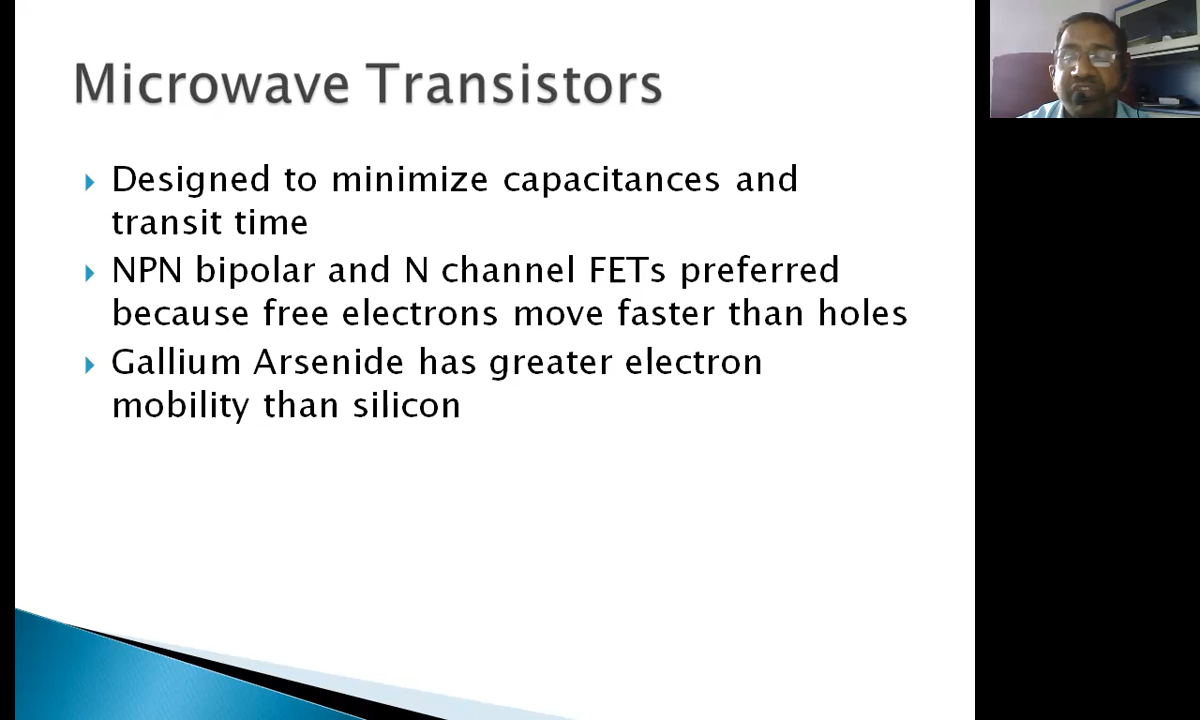 Microwave Transistors
Designed to minimize capacitances and
transit time
NPN bipolar and N channel FETs preferred
because free electrons move faster than holes
Gallium Arsenide has greater electron
mobility than silicon